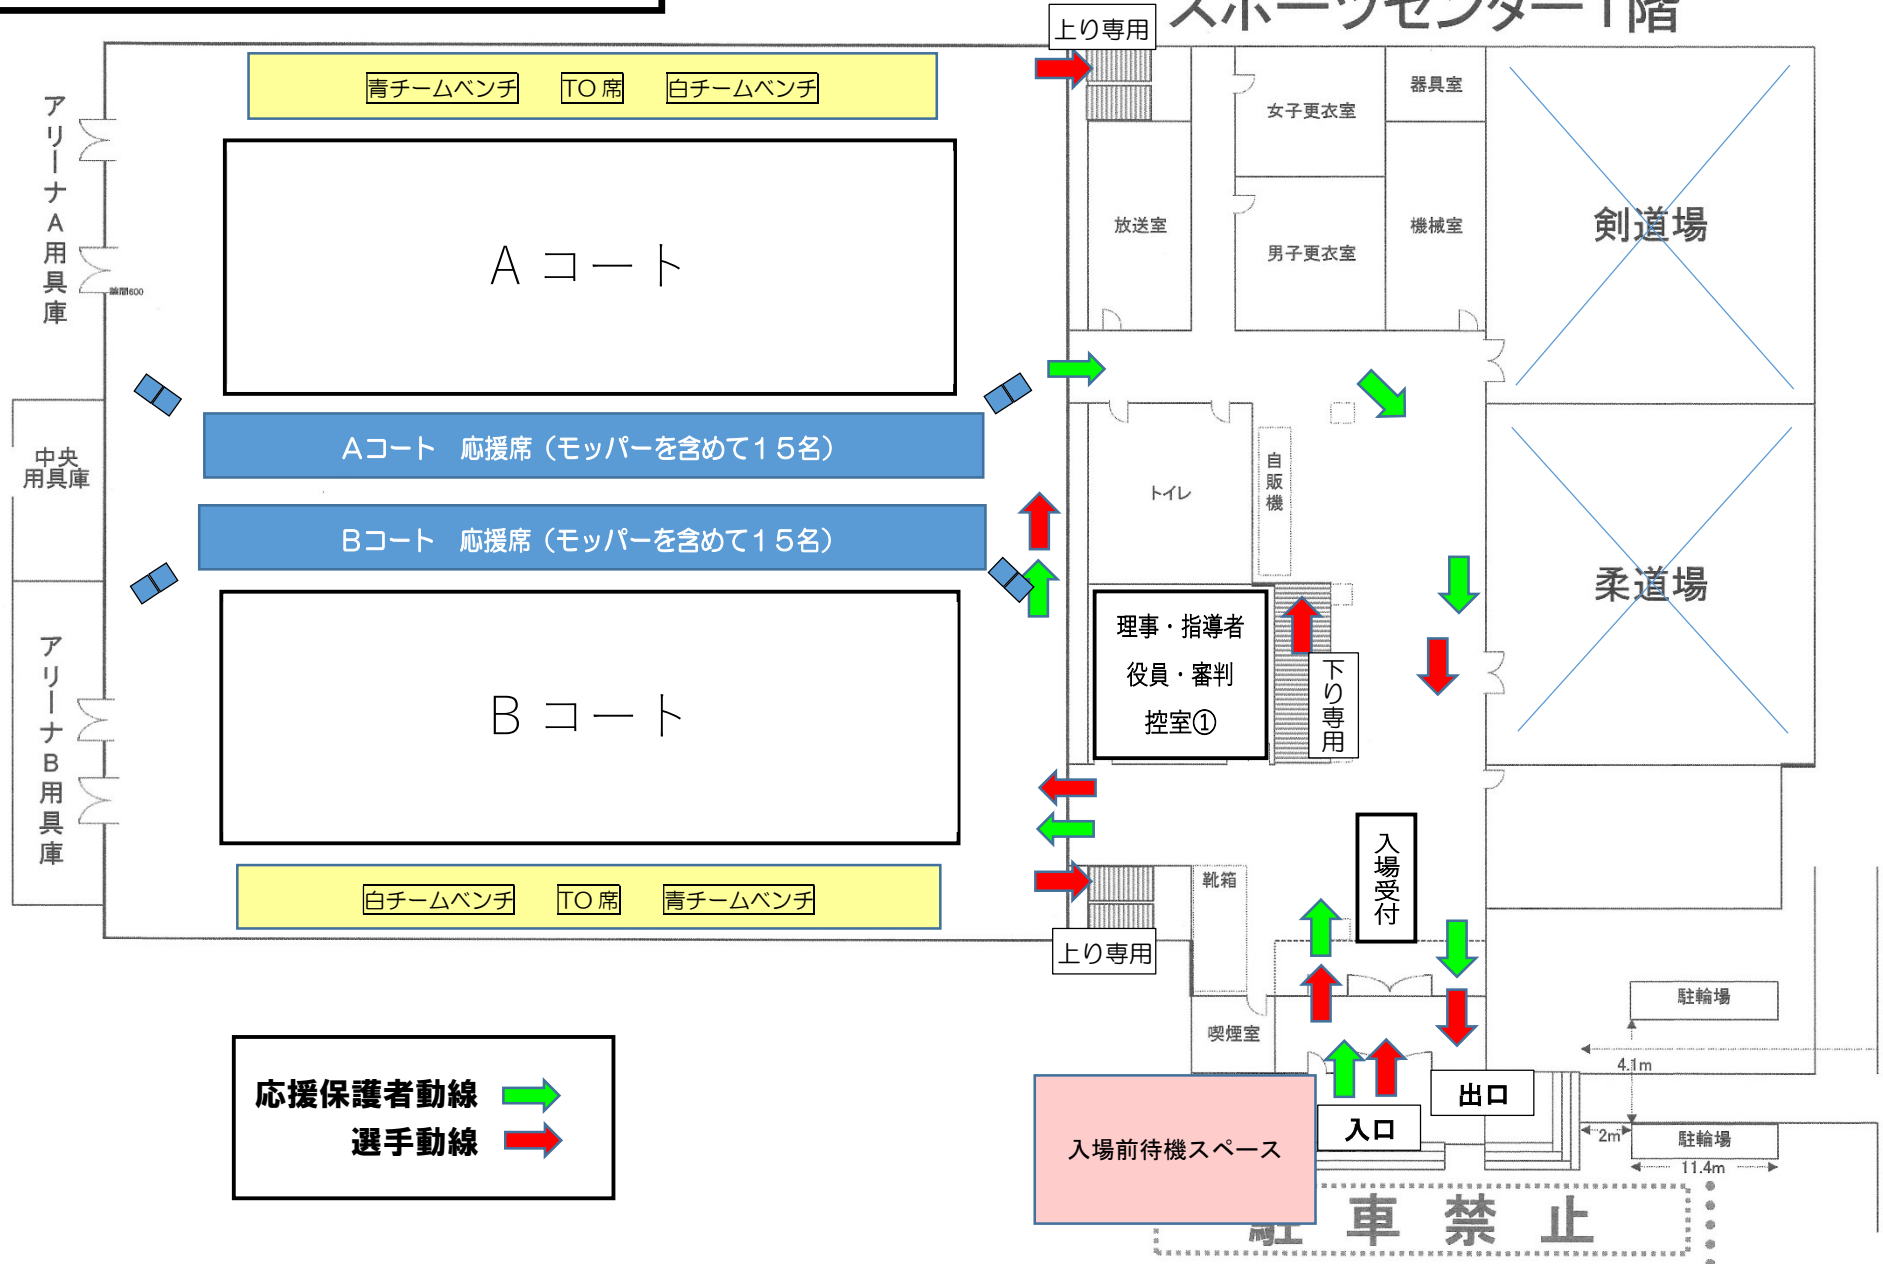 スポーツセンター1階
上り専用
青チームベンチ TO席 白チームベンチ
アリーナA用具庫
器具室
女子更衣室
放送室
機械室
剣道場
男子更衣室
Aコート
Aコート 応援席（モッパーを含めて１５名）
中央
用具庫
自販機
トイレ
Bコート 応援席（モッパーを含めて１５名）
柔道場
理事・指導者
役員・審判
控室①
下り専用
アリーナB用具庫
Bコート
入場受付
靴箱
白チームベンチ TO席 青チームベンチ
上り専用
駐輪場
喫煙室
4.1m
応援保護者動線
選手動線
出口
入口
2m
駐輪場
入場前待機スペース
11.4m
駐車禁止